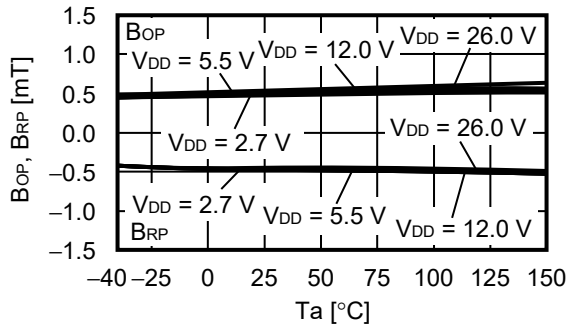 1.5
1.0
0.5
0.0
−0.5
−1.0
−1.5
BOP, BRP [mT]
BOP
VDD = 26.0 V
VDD = 12.0 V
VDD = 5.5 V
VDD = 2.7 V
VDD = 26.0 V
VDD = 2.7 V
VDD = 5.5 V
VDD = 12.0 V
BRP
−40 −25 0 25 50 75 100 125 150
Ta [°C]